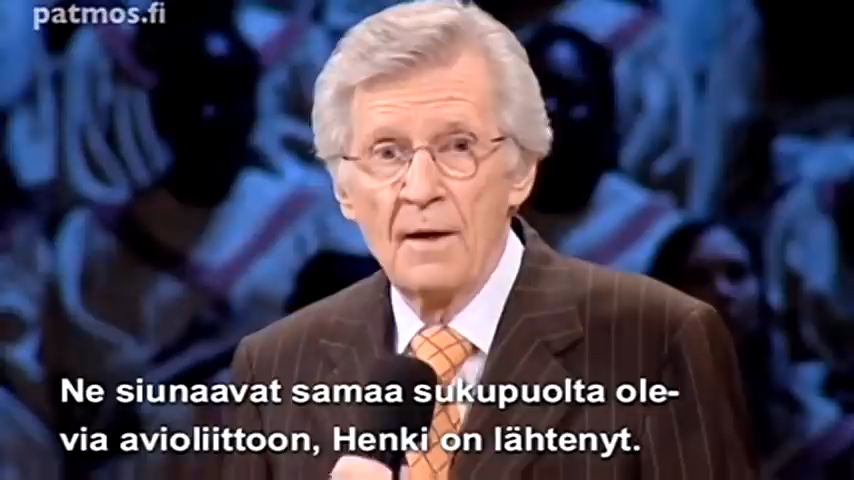 patmos.fi
Ne siunaavat samaa sukupuolta ole-
via avioliittoon, Henki on lähtenyt.